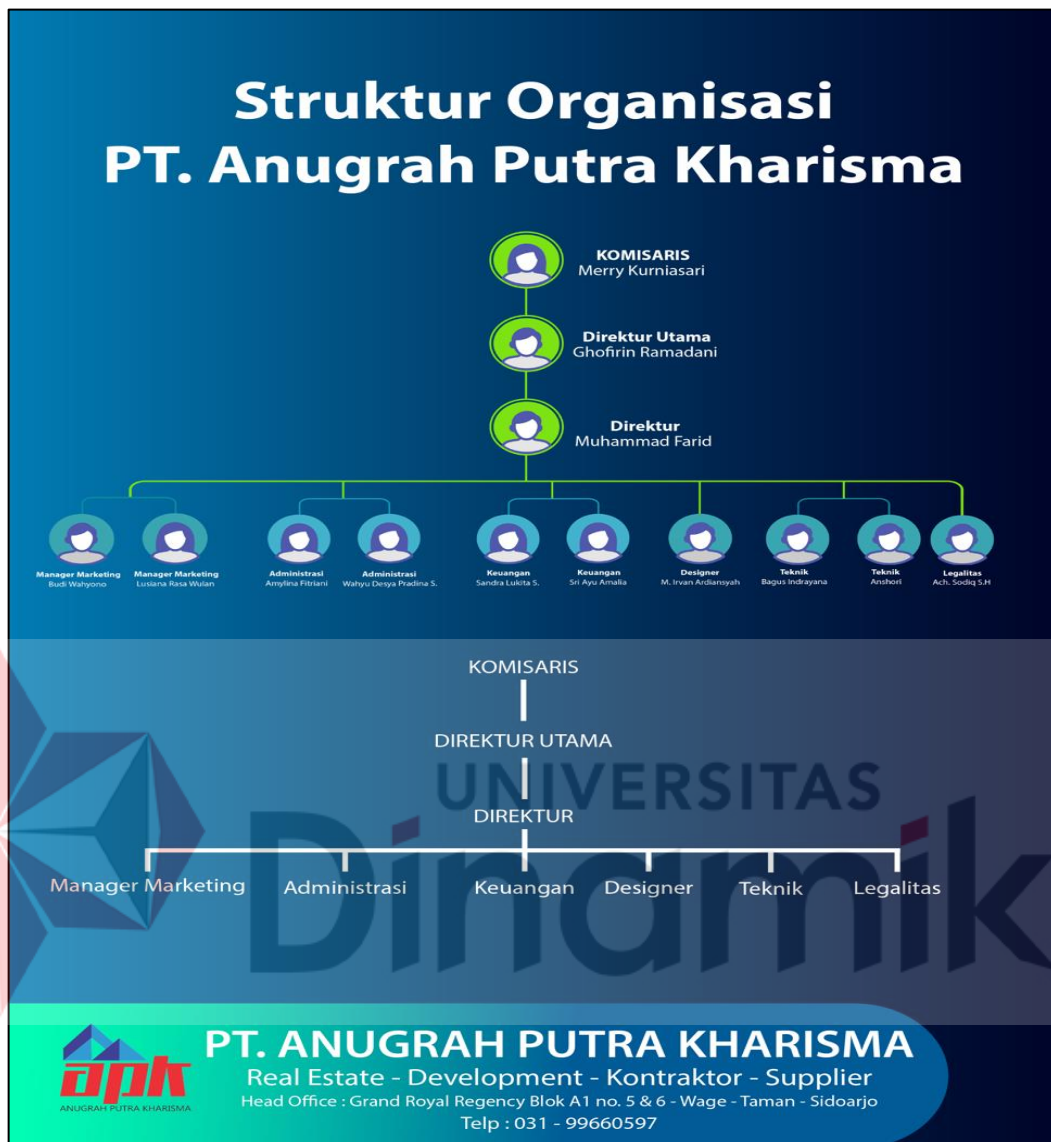 Struktur Organisasi
PT. Anugrah Putra Kharisma
KOMISARIS
Merry Kurniasari
Direktur Utama
Ghofirin Ramadani
Direktur
Muhammad Farid
Manager Marketing
Budi Wahyono
Manager Marketing
Lusiana Rasa Wulan
Administrasi
Amylina Fitriani
Administrasi
Wahyu Desya Pradina S.
Keuangan
Sandra Lukita S.
Keuangan
Sri Ayu Amalia
Designer
M. Irvan Ardiansyah
Teknik
Bagus Indrayana
Teknik
Anshori
Legalitas
Ach. Sodiq S.H
KOMISARIS
DIREKTUR UTAMA
UNIVERSITAS
Dinamik
DIREKTUR
Manager Marketing Administrasi Keuangan Designer Teknik Legalitas
aph
ANUGRAH PUTRA KHARISMA
PT. ANUGRAH PUTRA KHARISMA
Real Estate - Development - Kontraktor - Supplier
Head Office : Grand Royal Regency Blok A1 no. 5 & 6 - Wage - Taman - Sidoarjo
Telp : 031 - 99660597